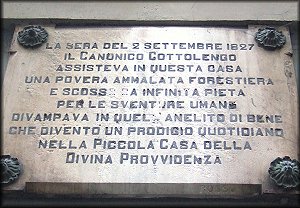 LA SERA DEL 2 SETTEMBRE 1827
IL CANONICO COTTOLENGO
ASSISTEVA IN QUESTA CASA
UNA POVERA AMMALATA FORESTIERA
E SCOSSO DA INFINITA PIETA
PER LE SVENTURE UMANE
DIVAMPAVA IN QUELL'ANELITO DI BENE
CHE DIVENTO UN PRODIGIO QUOTIDIANO
NELLA PICCOLA CASA DELLA
DIVINA PROVVIDENZA